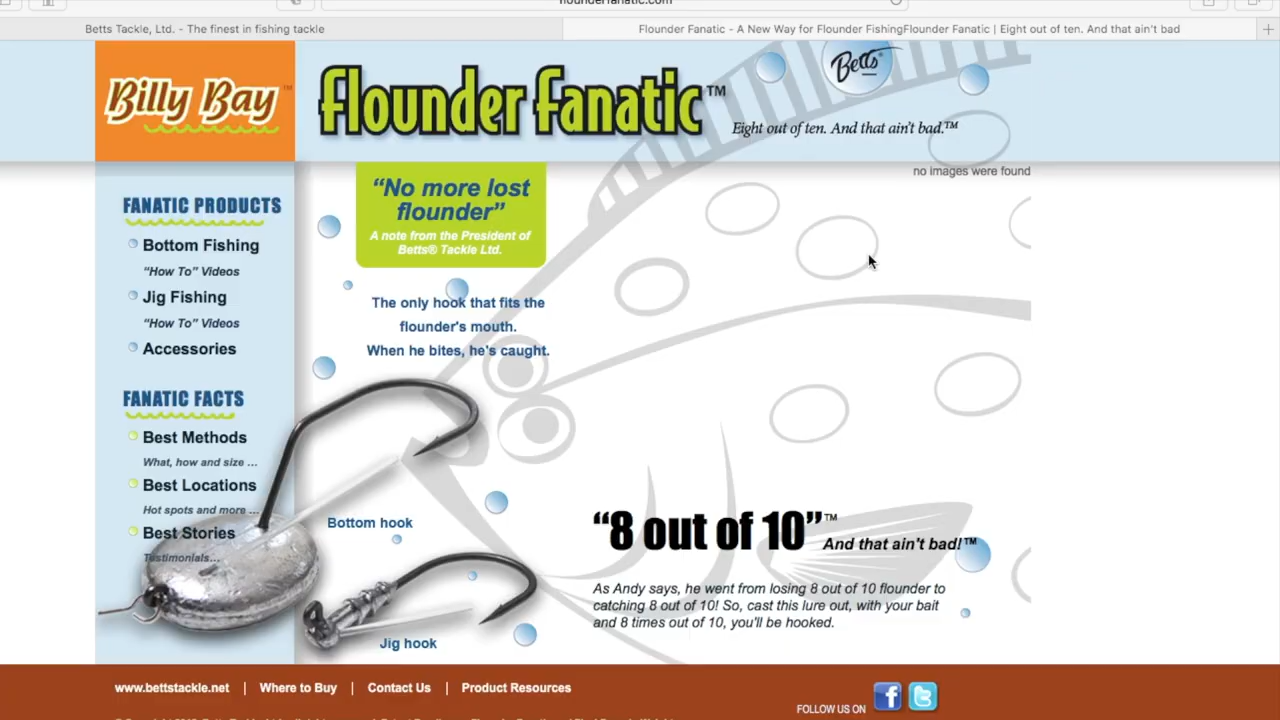 flounderfanatic.com
Betts Tackle, Ltd. - The finest in fishing tackle
Flounder Fanatic - A New Way for Flounder FishingFlounder Fanatic | Eight out of ten. And that ain't bad
Billy Bay™
flounder fanatic™
Betts®
Eight out of ten. And that ain't bad.™
no images were found
“No more lost
flounder”
A note from the President of
Betts® Tackle Ltd.
FANATIC PRODUCTS
Bottom Fishing
“How To” Videos
Jig Fishing
“How To” Videos
Accessories
The only hook that fits the
flounder's mouth.
When he bites, he's caught.
FANATIC FACTS
Best Methods
What, how and size ...
Best Locations
Hot spots and more ...
Best Stories
Testimonials...
Bottom hook
Jig hook
“8 out of 10”™
And that ain't bad!™
As Andy says, he went from losing 8 out of 10 flounder to
catching 8 out of 10! So, cast this lure out, with your bait
and 8 times out of 10, you'll be hooked.
www.bettstackle.net | Where to Buy | Contact Us | Product Resources
FOLLOW US ON